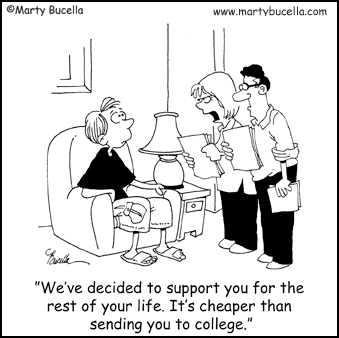 ©Marty Bucella www.martybucella.com
Bucella
"We've decided to support you for the
rest of your life. It's cheaper than
sending you to college."